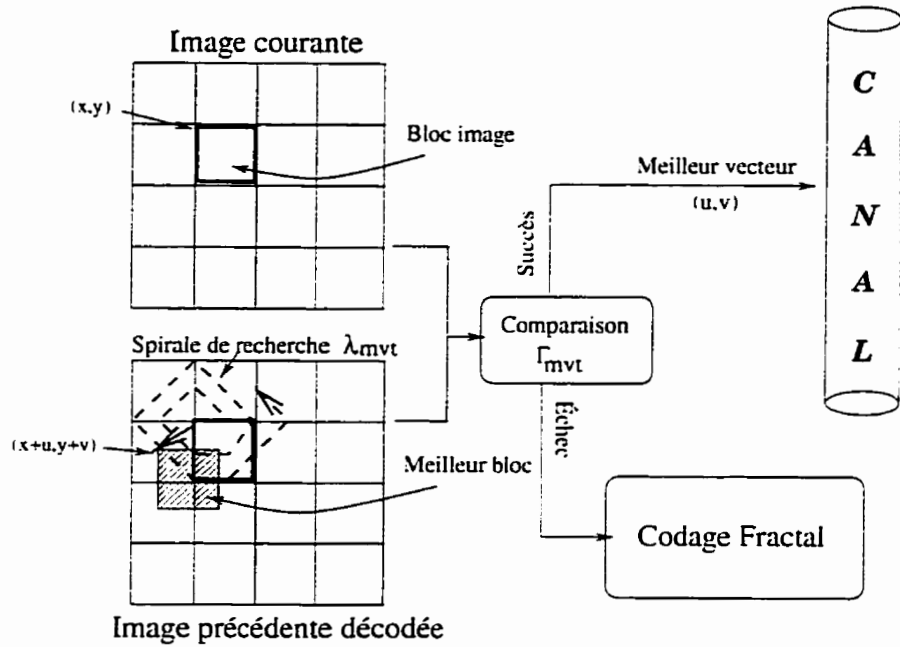 Image courante
(x,y)
Bloc image
Meilleur vecteur
(u,v)
C
A
N
A
L
Succès
Comparaison
Γmvt
Échec
Spirale de recherche λmvt
(x+u,y+v)
Meilleur bloc
Codage Fractal
Image précédente décodée